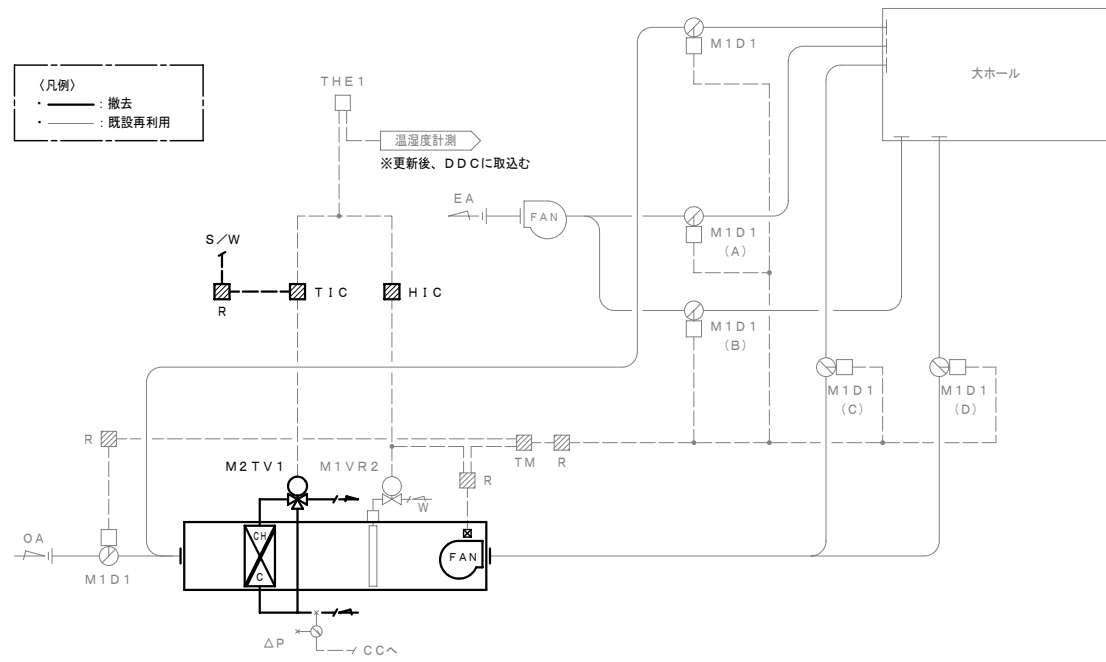 〈凡例〉
・ : 撤去
・ : 既設再利用
THE1
温湿度計測
※更新後、DDCに取込む
M1D1
大ホール
EA
FAN
M1D1
(A)
S/W
R
TIC
HIC
M1D1
(B)
M1D1
(C)
M1D1
(D)
R
TM
R
M2TV1
M1VR2
W
R
OA
M1D1
CH
C
FAN
△P
CCへ